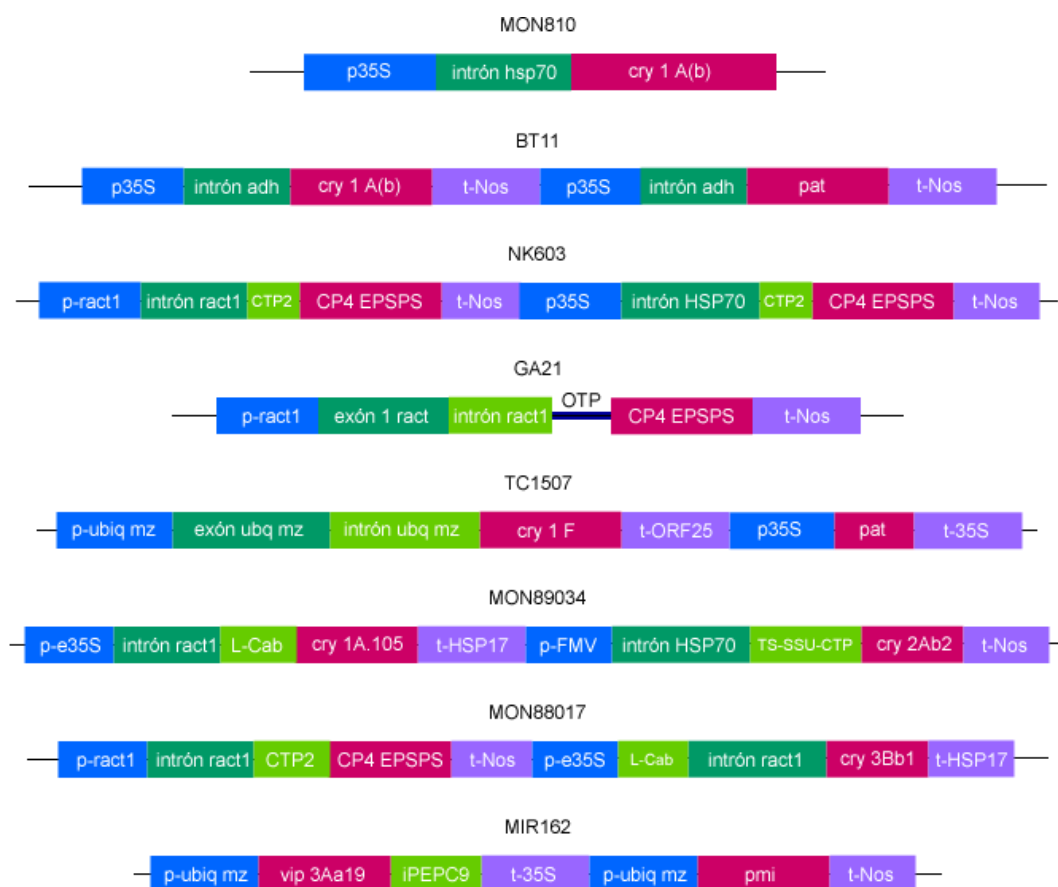 MON810
p35S intrón hsp70 cry 1 A(b)
BT11
p35S intrón adh cry 1 A(b) t-Nos p35S intrón adh pat t-Nos
NK603
p-ract1 intrón ract1 CTP2 CP4 EPSPS t-Nos p35S intrón HSP70 CTP2 CP4 EPSPS t-Nos
GA21
OTP
p-ract1 exón 1 ract intrón ract1 CP4 EPSPS t-Nos
TC1507
p-ubiq mz exón ubq mz intrón ubq mz cry 1 F t-ORF25 p35S pat t-35S
MON89034
p-e35S intrón ract1 L-Cab cry 1A.105 t-HSP17 p-FMV intrón HSP70 TS-SSU-CTP cry 2Ab2 t-Nos
MON88017
p-ract1 intrón ract1 CTP2 CP4 EPSPS t-Nos p-e35S L-Cab intrón ract1 cry 3Bb1 t-HSP17
MIR162
p-ubiq mz vip 3Aa19 iPEPC9 t-35S p-ubiq mz pmi t-Nos